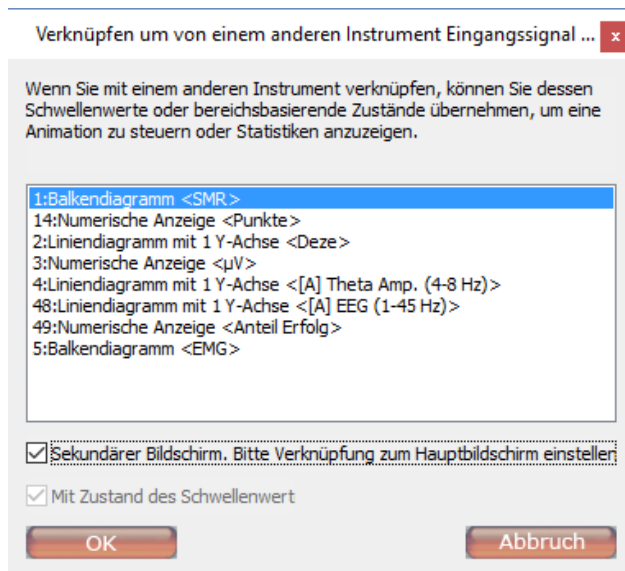 Verknüpfen um von einem anderen Instrument Eingangssignal ... x
Wenn Sie mit einem anderen Instrument verknüpfen, können Sie dessen
Schwellenwerte oder bereichsbasierende Zustände übernehmen, um eine
Animation zu steuern oder Statistiken anzuzeigen.
1:Balkendiagramm <SMR>
14:Numerische Anzeige <Punkte>
2:Liniendiagramm mit 1 Y-Achse <Deze>
3:Numerische Anzeige <µV>
4:Liniendiagramm mit 1 Y-Achse <[A] Theta Amp. (4-8 Hz)>
48:Liniendiagramm mit 1 Y-Achse <[A] EEG (1-45 Hz)>
49:Numerische Anzeige <Anteil Erfolg>
5:Balkendiagramm <EMG>
Sekundärer Bildschirm. Bitte Verknüpfung zum Hauptbildschirm einstellen
Mit Zustand des Schwellenwert
OK Abbruch